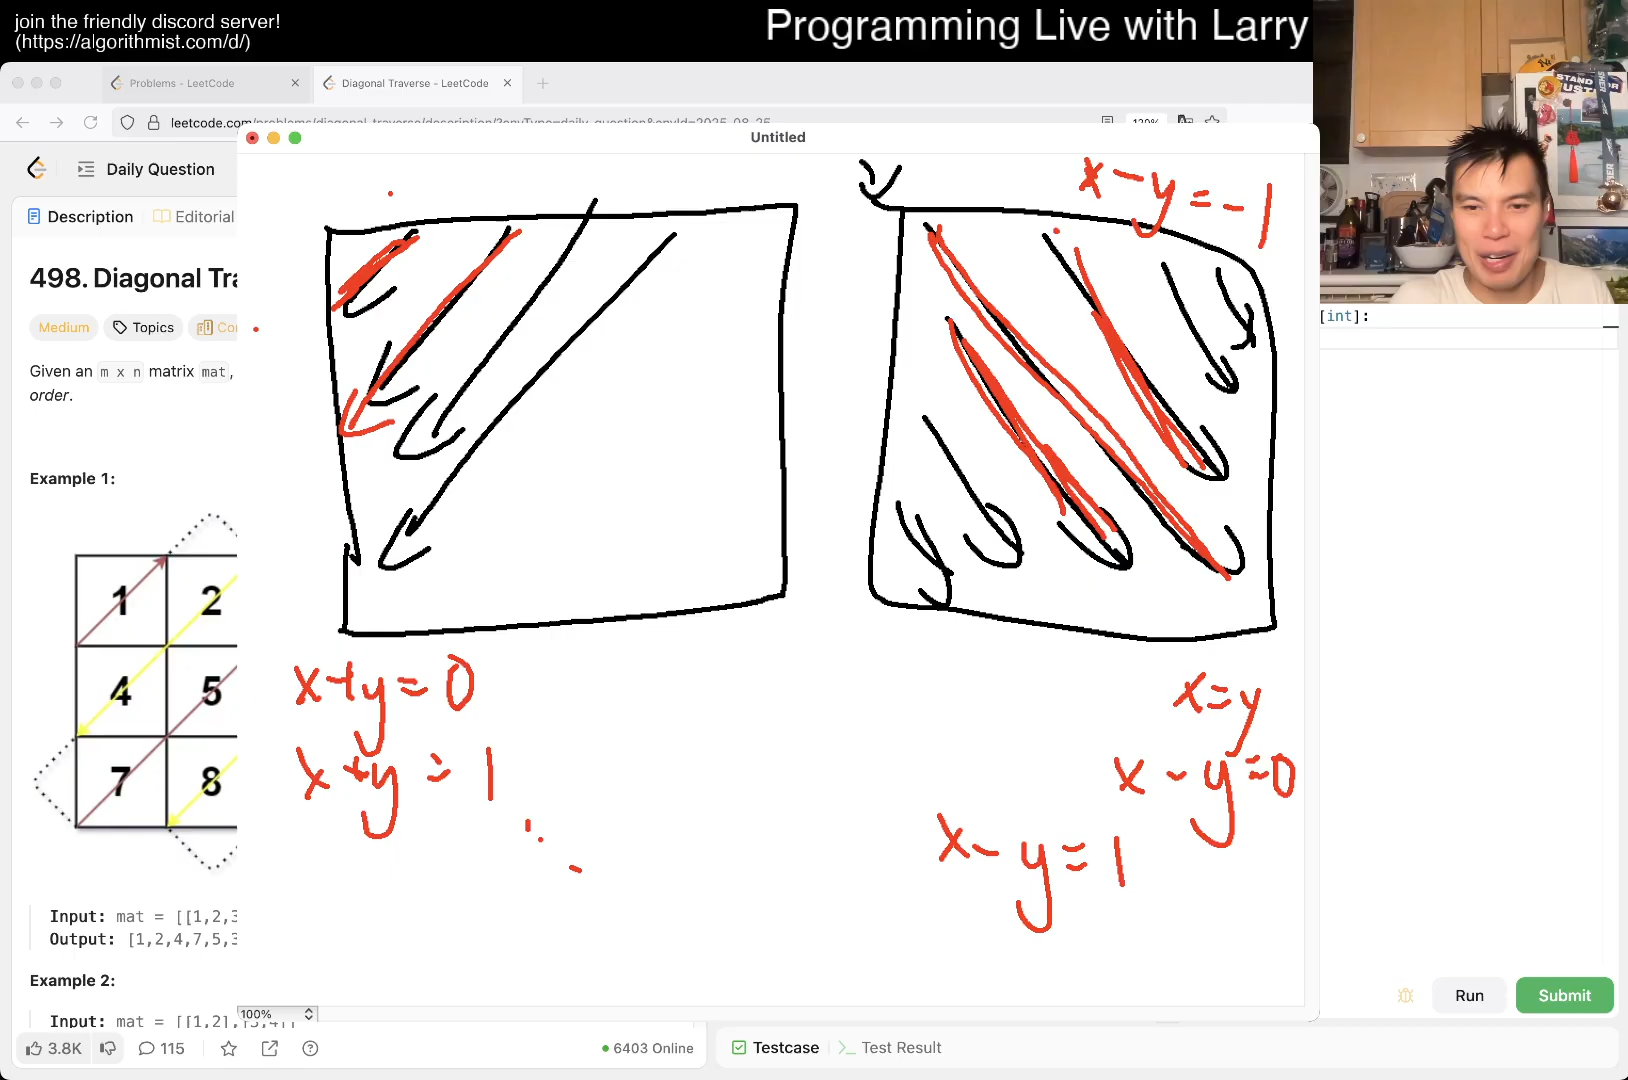 join the friendly discord server!
(https://algorithmist.com/d/)
Programming Live with Larry
Problems - LeetCode
Diagonal Traverse - LeetCode
Untitled
Daily Question
Description
Editorial
498. Diagonal Tra
Medium
Topics
Co
Given an m x n matrix mat,
order.
Example 1:
1 2
4 5
7 8
Input: mat = [[1,2,3
Output: [1,2,4,7,5,3
Example 2:
3.8K
115
6403 Online
100%
x - y = -1
x+y=0
x+y=1
x=y
x-y=0
x-y=1
STAND
[int]:
Run
Submit
Testcase
Test Result